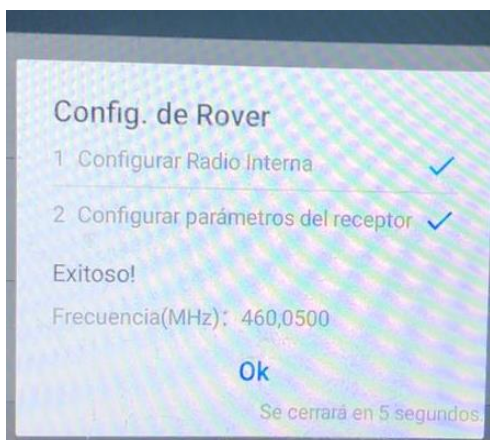 Config. de Rover
1 Configurar Radio Interna
2 Configurar parámetros del receptor
Exitoso!
Frecuencia(MHz): 460,0500
Ok
Se cerrará en 5 segundos.